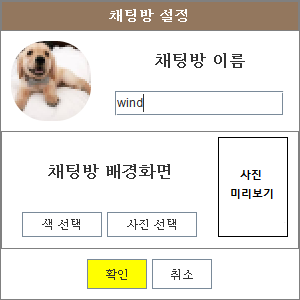 채팅방 설정
채팅방 이름
wind
채팅방 배경화면
사진
미리보기
색 선택
사진 선택
확인
취소